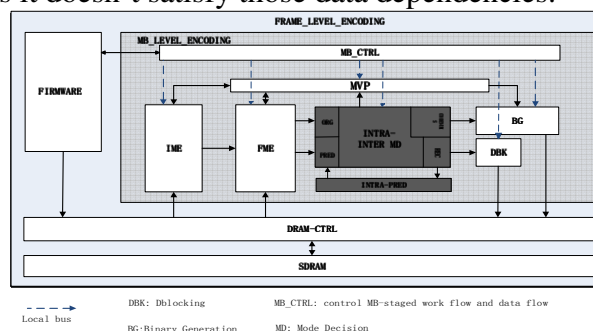 s it doesn't satisfy those data dependencies.
FRAME_LEVEL_ENCODING
MB_LEVEL_ENCODING
MB_CTRL
FIRMWARE
MVP
IME
FME
ORG
PRED
INTRA-
INTER MD
REC
INTRA-PRED
BG
DBK
DRAM-CTRL
SDRAM
Local bus
DBK: Dblocking
MB_CTRL: control MB-staged work flow and data flow
BG:Binary Generation
MD: Mode Decision